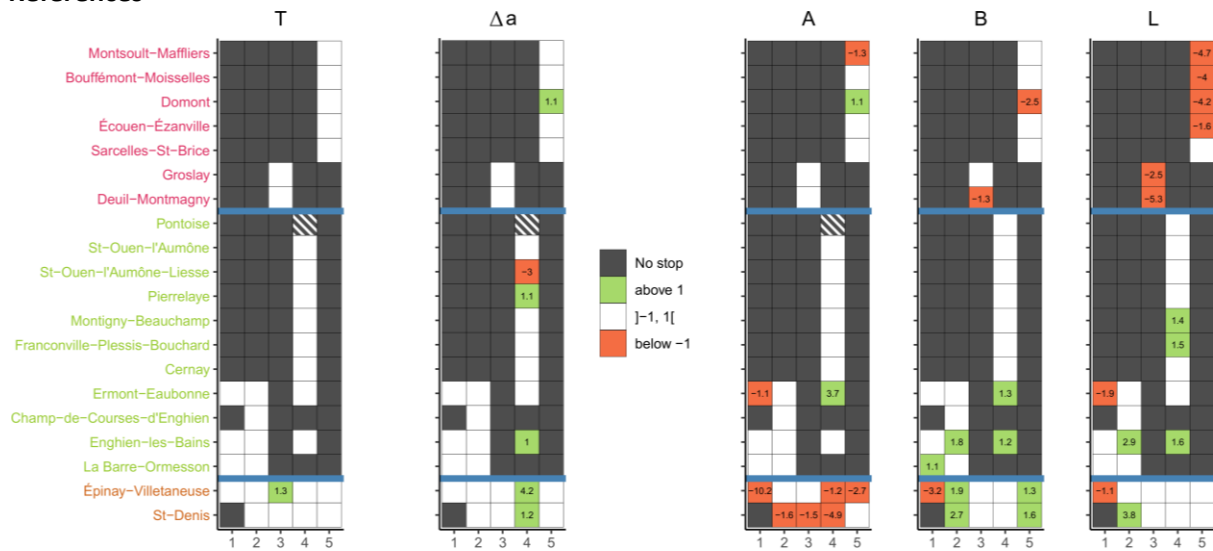 References
T Δa A B L
Montsoult−Maffliers −1.3 −4.7
Bouffémont−Moisselles −4
Domont 1.1 1.1 −2.5 −4.2
Écouen−Ézanville −1.6
Sarcelles−St−Brice
Groslay −2.5
Deuil−Montmagny −1.3 −5.3
Pontoise
St−Ouen−l'Aumône
St−Ouen−l'Aumône−Liesse −3
Pierrelaye 1.1
Montigny−Beauchamp 1.4
Franconville−Plessis−Bouchard 1.5
Cernay
Ermont−Eaubonne −1.1 3.7 1.3 −1.9
Champ−de−Courses−d'Enghien
Enghien−les−Bains 1 1.8 1.2 2.9 1.6
La Barre−Ormesson 1.1
Épinay−Villetaneuse 1.3 4.2 −10.2 −1.2 −2.7 −3.2 1.9 1.3 −1.1
St−Denis 1.2 −1.6 −1.5 −4.9 2.7 1.6 3.8
1 2 3 4 5 1 2 3 4 5 1 2 3 4 5 1 2 3 4 5 1 2 3 4 5
No stop
above 1
]−1, 1[
below −1